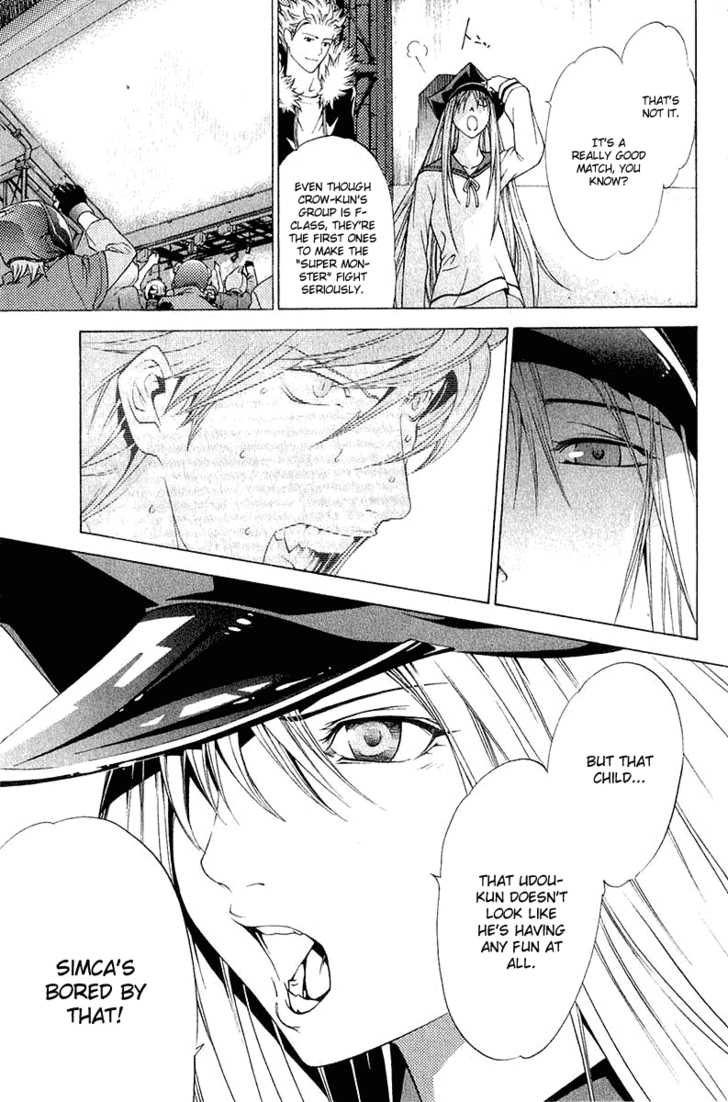 THAT'S
NOT IT.
IT'S A
REALLY GOOD
MATCH, YOU
KNOW?
EVEN THOUGH
CROW-KUN'S
GROUP IS F-
CLASS, THEY'RE
THE FIRST ONES
TO MAKE THE
"SUPER MON-
STER" FIGHT
SERIOUSLY.
BUT THAT
CHILD...
THAT UDOU-
KUN DOESN'T
LOOK LIKE
HE'S HAVING
ANY FUN AT
ALL.
SIMCA'S
BORED BY
THAT!